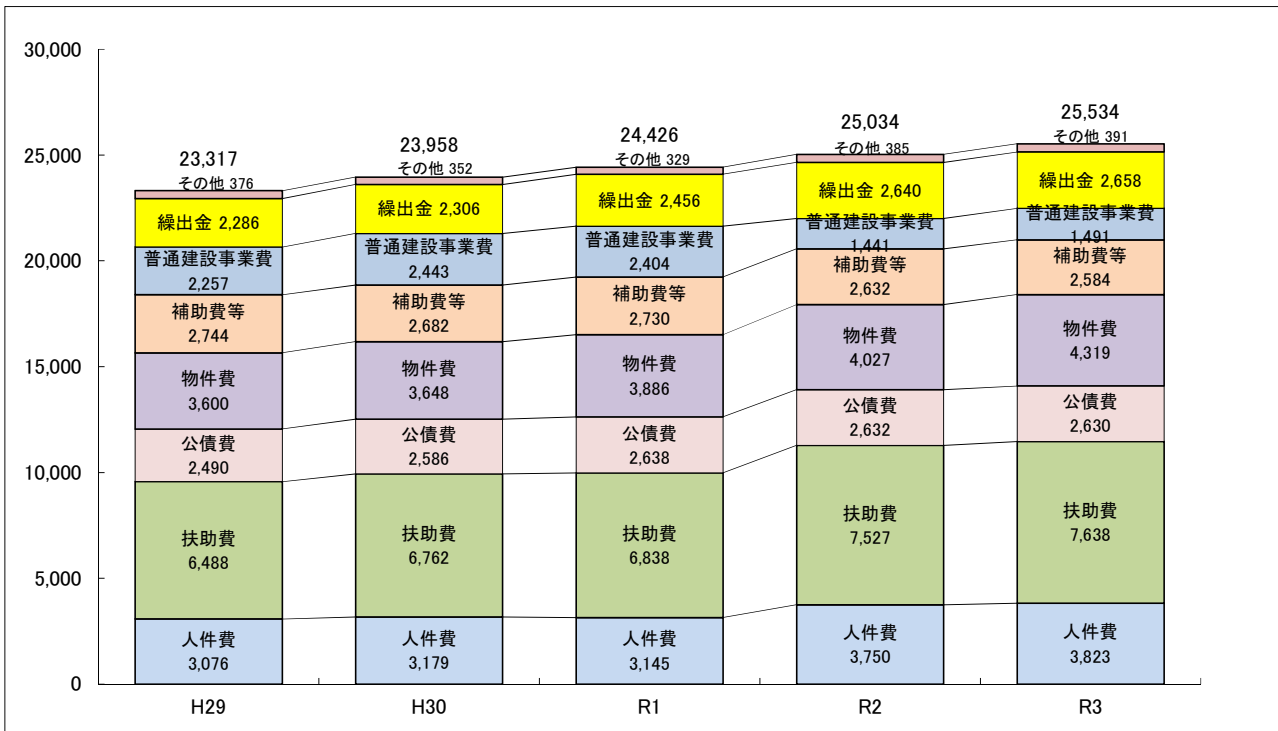 30,000
25,000
20,000
15,000
10,000
5,000
0
23,317
その他 376
繰出金 2,286
普通建設事業費
2,257
補助費等
2,744
物件費
3,600
公債費
2,490
扶助費
6,488
人件費
3,076
H29
23,958
その他 352
繰出金 2,306
普通建設事業費
2,443
補助費等
2,682
物件費
3,648
公債費
2,586
扶助費
6,762
人件費
3,179
H30
24,426
その他 329
繰出金 2,456
普通建設事業費
2,404
補助費等
2,730
物件費
3,886
公債費
2,638
扶助費
6,838
人件費
3,145
R1
25,034
その他 385
繰出金 2,640
普通建設事業費
1,441
補助費等
2,632
物件費
4,027
公債費
2,632
扶助費
7,527
人件費
3,750
R2
25,534
その他 391
繰出金 2,658
普通建設事業費
1,491
補助費等
2,584
物件費
4,319
公債費
2,630
扶助費
7,638
人件費
3,823
R3